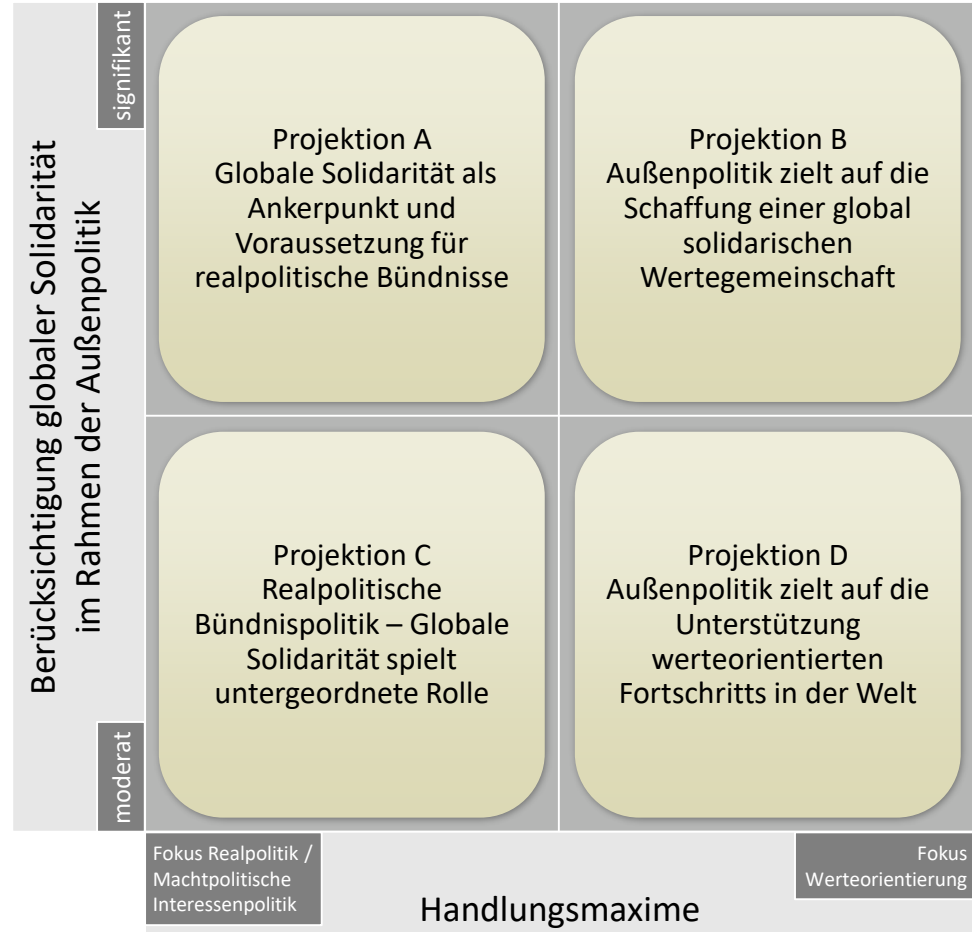 Berücksichtigung globaler Solidarität
im Rahmen der Außenpolitik
signifikant
moderat
Projektion A
Globale Solidarität als
Ankerpunkt und
Voraussetzung für
realpolitische Bündnisse
Projektion B
Außenpolitik zielt auf die
Schaffung einer global
solidarischen
Wertegemeinschaft
Projektion C
Realpolitische
Bündnispolitik – Globale
Solidarität spielt
untergeordnete Rolle
Projektion D
Außenpolitik zielt auf die
Unterstützung
werteorientierten
Fortschritts in der Welt
Fokus Realpolitik /
Machtpolitische
Interessenpolitik
Handlungsmaxime
Fokus
Werteorientierung